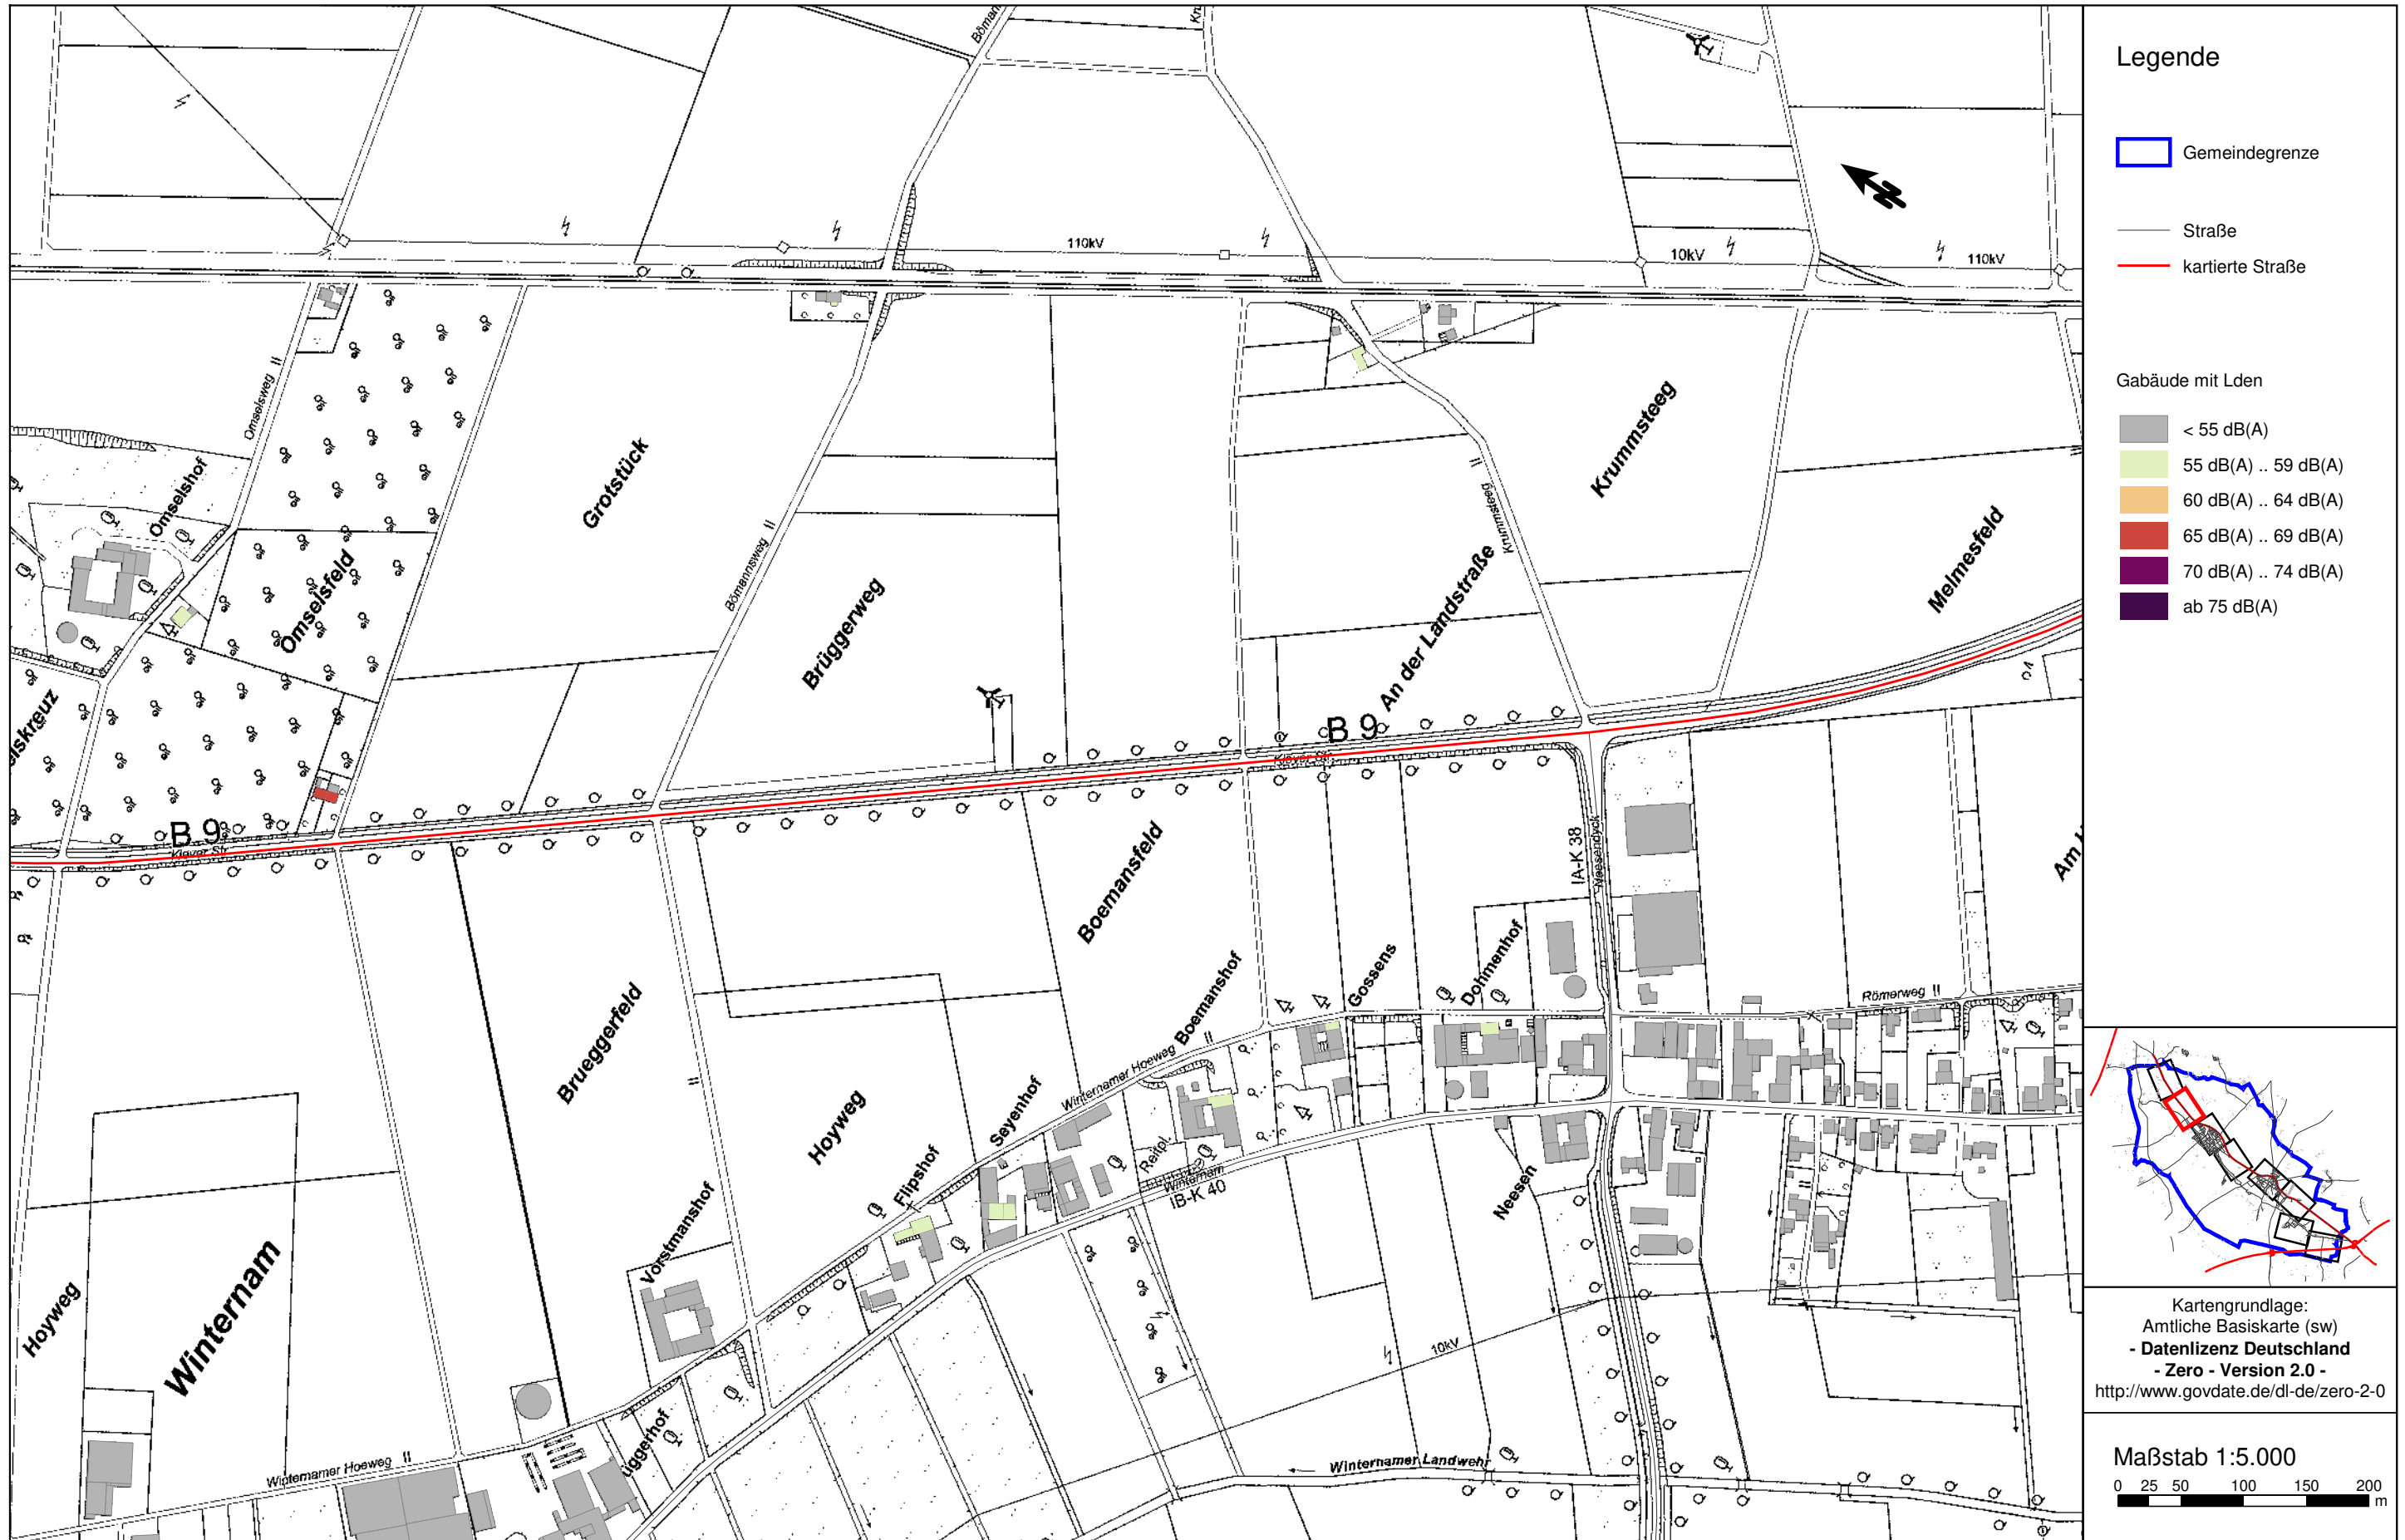 110kV
10kV
110kV
Omselsweg
Omselshof
Omselsfeld
Grotstück
Bömannsweg
Brüggerweg
Krummsteeg
Krummsteeg
An der Landstraße
Melmesfeld
B 9
Klever Str.
B 9
Klever Str.
IA-K 38
Neesendyck
Boemansfeld
Brueggerfeld
Hoyweg
Hoyweg
Winternam
Vorstmanshof
Flipshof
Seyenhof
Boemanshof
Gossens
Dohmenhof
Römerweg
Winternamer Hoeweg
Reitpl.
Winternam
IB-K 40
Neesen
10kV
Winternamer Hoeweg
Winternamer Landwehr
Legende
Gemeindegrenze
Straße
kartierte Straße
Gabäude mit Lden
< 55 dB(A)
55 dB(A) .. 59 dB(A)
60 dB(A) .. 64 dB(A)
65 dB(A) .. 69 dB(A)
70 dB(A) .. 74 dB(A)
ab 75 dB(A)
Kartengrundlage:
Amtliche Basiskarte (sw)
- Datenlizenz Deutschland
- Zero - Version 2.0 -
http://www.govdate.de/dl-de/zero-2-0
Maßstab 1:5.000
0 25 50 100 150 200
m